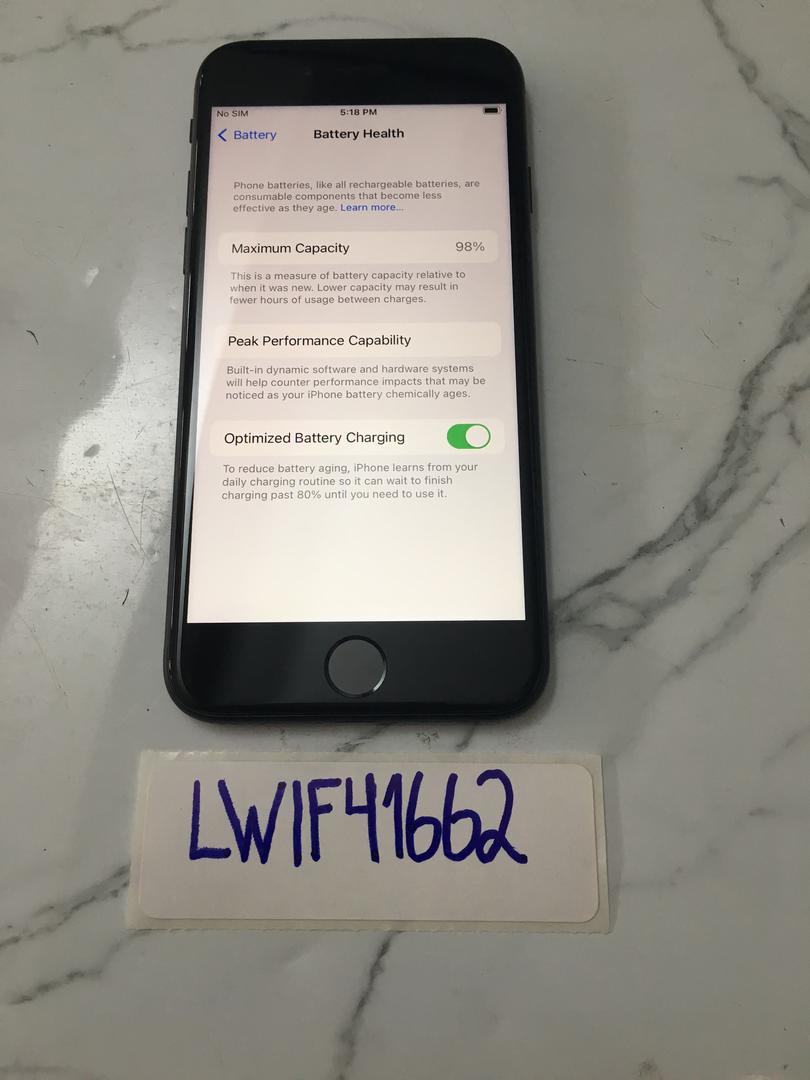 No SIM 5:18 PM
Battery Battery Health
Phone batteries, like all rechargeable batteries, are
consumable components that become less
effective as they age. Learn more...
Maximum Capacity 98%
This is a measure of battery capacity relative to
when it was new. Lower capacity may result in
fewer hours of usage between charges.
Peak Performance Capability
Built-in dynamic software and hardware systems
will help counter performance impacts that may be
noticed as your iPhone battery chemically ages.
Optimized Battery Charging
To reduce battery aging, iPhone learns from your
daily charging routine so it can wait to finish
charging past 80% until you need to use it.
LWIF41662